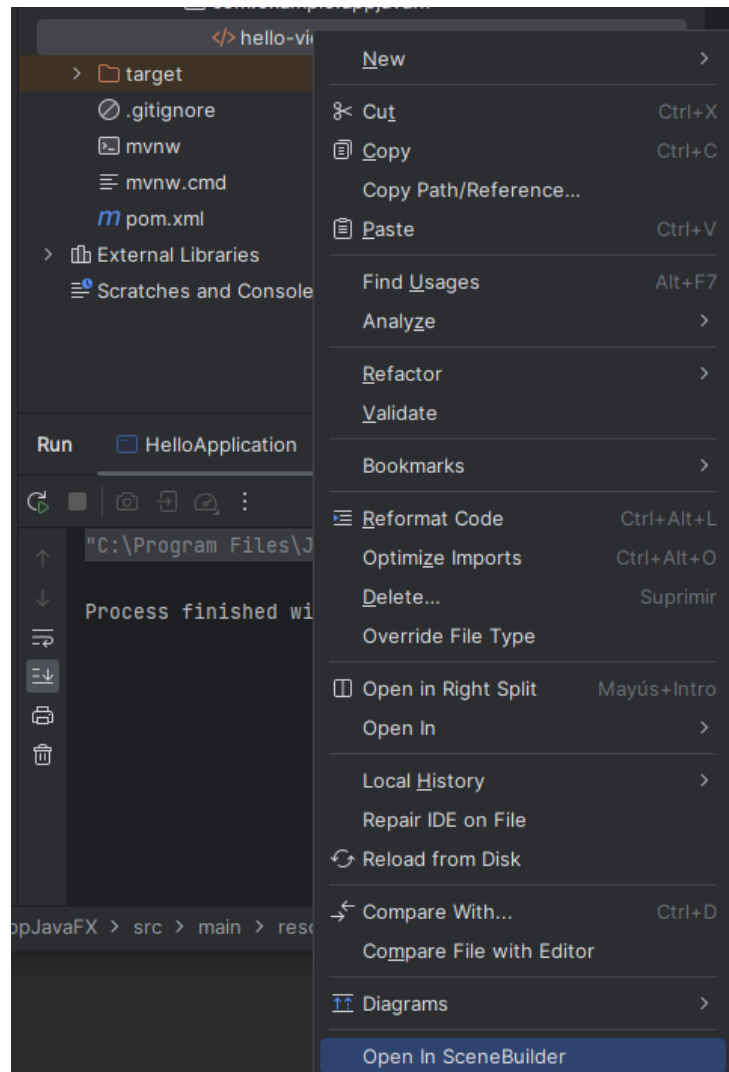 hello-vi
target
.gitignore
mvnw
mvnw.cmd
pom.xml
External Libraries
Scratches and Console
Run HelloApplication
"C:\Program Files\J
Process finished wi
ppJavaFX > src > main > reso
New
Cut Ctrl+X
Copy Ctrl+C
Copy Path/Reference...
Paste Ctrl+V
Find Usages Alt+F7
Analyze
Refactor
Validate
Bookmarks
Reformat Code Ctrl+Alt+L
Optimize Imports Ctrl+Alt+O
Delete... Suprimir
Override File Type
Open in Right Split Mayús+Intro
Open In
Local History
Repair IDE on File
Reload from Disk
Compare With... Ctrl+D
Compare File with Editor
Diagrams
Open In SceneBuilder